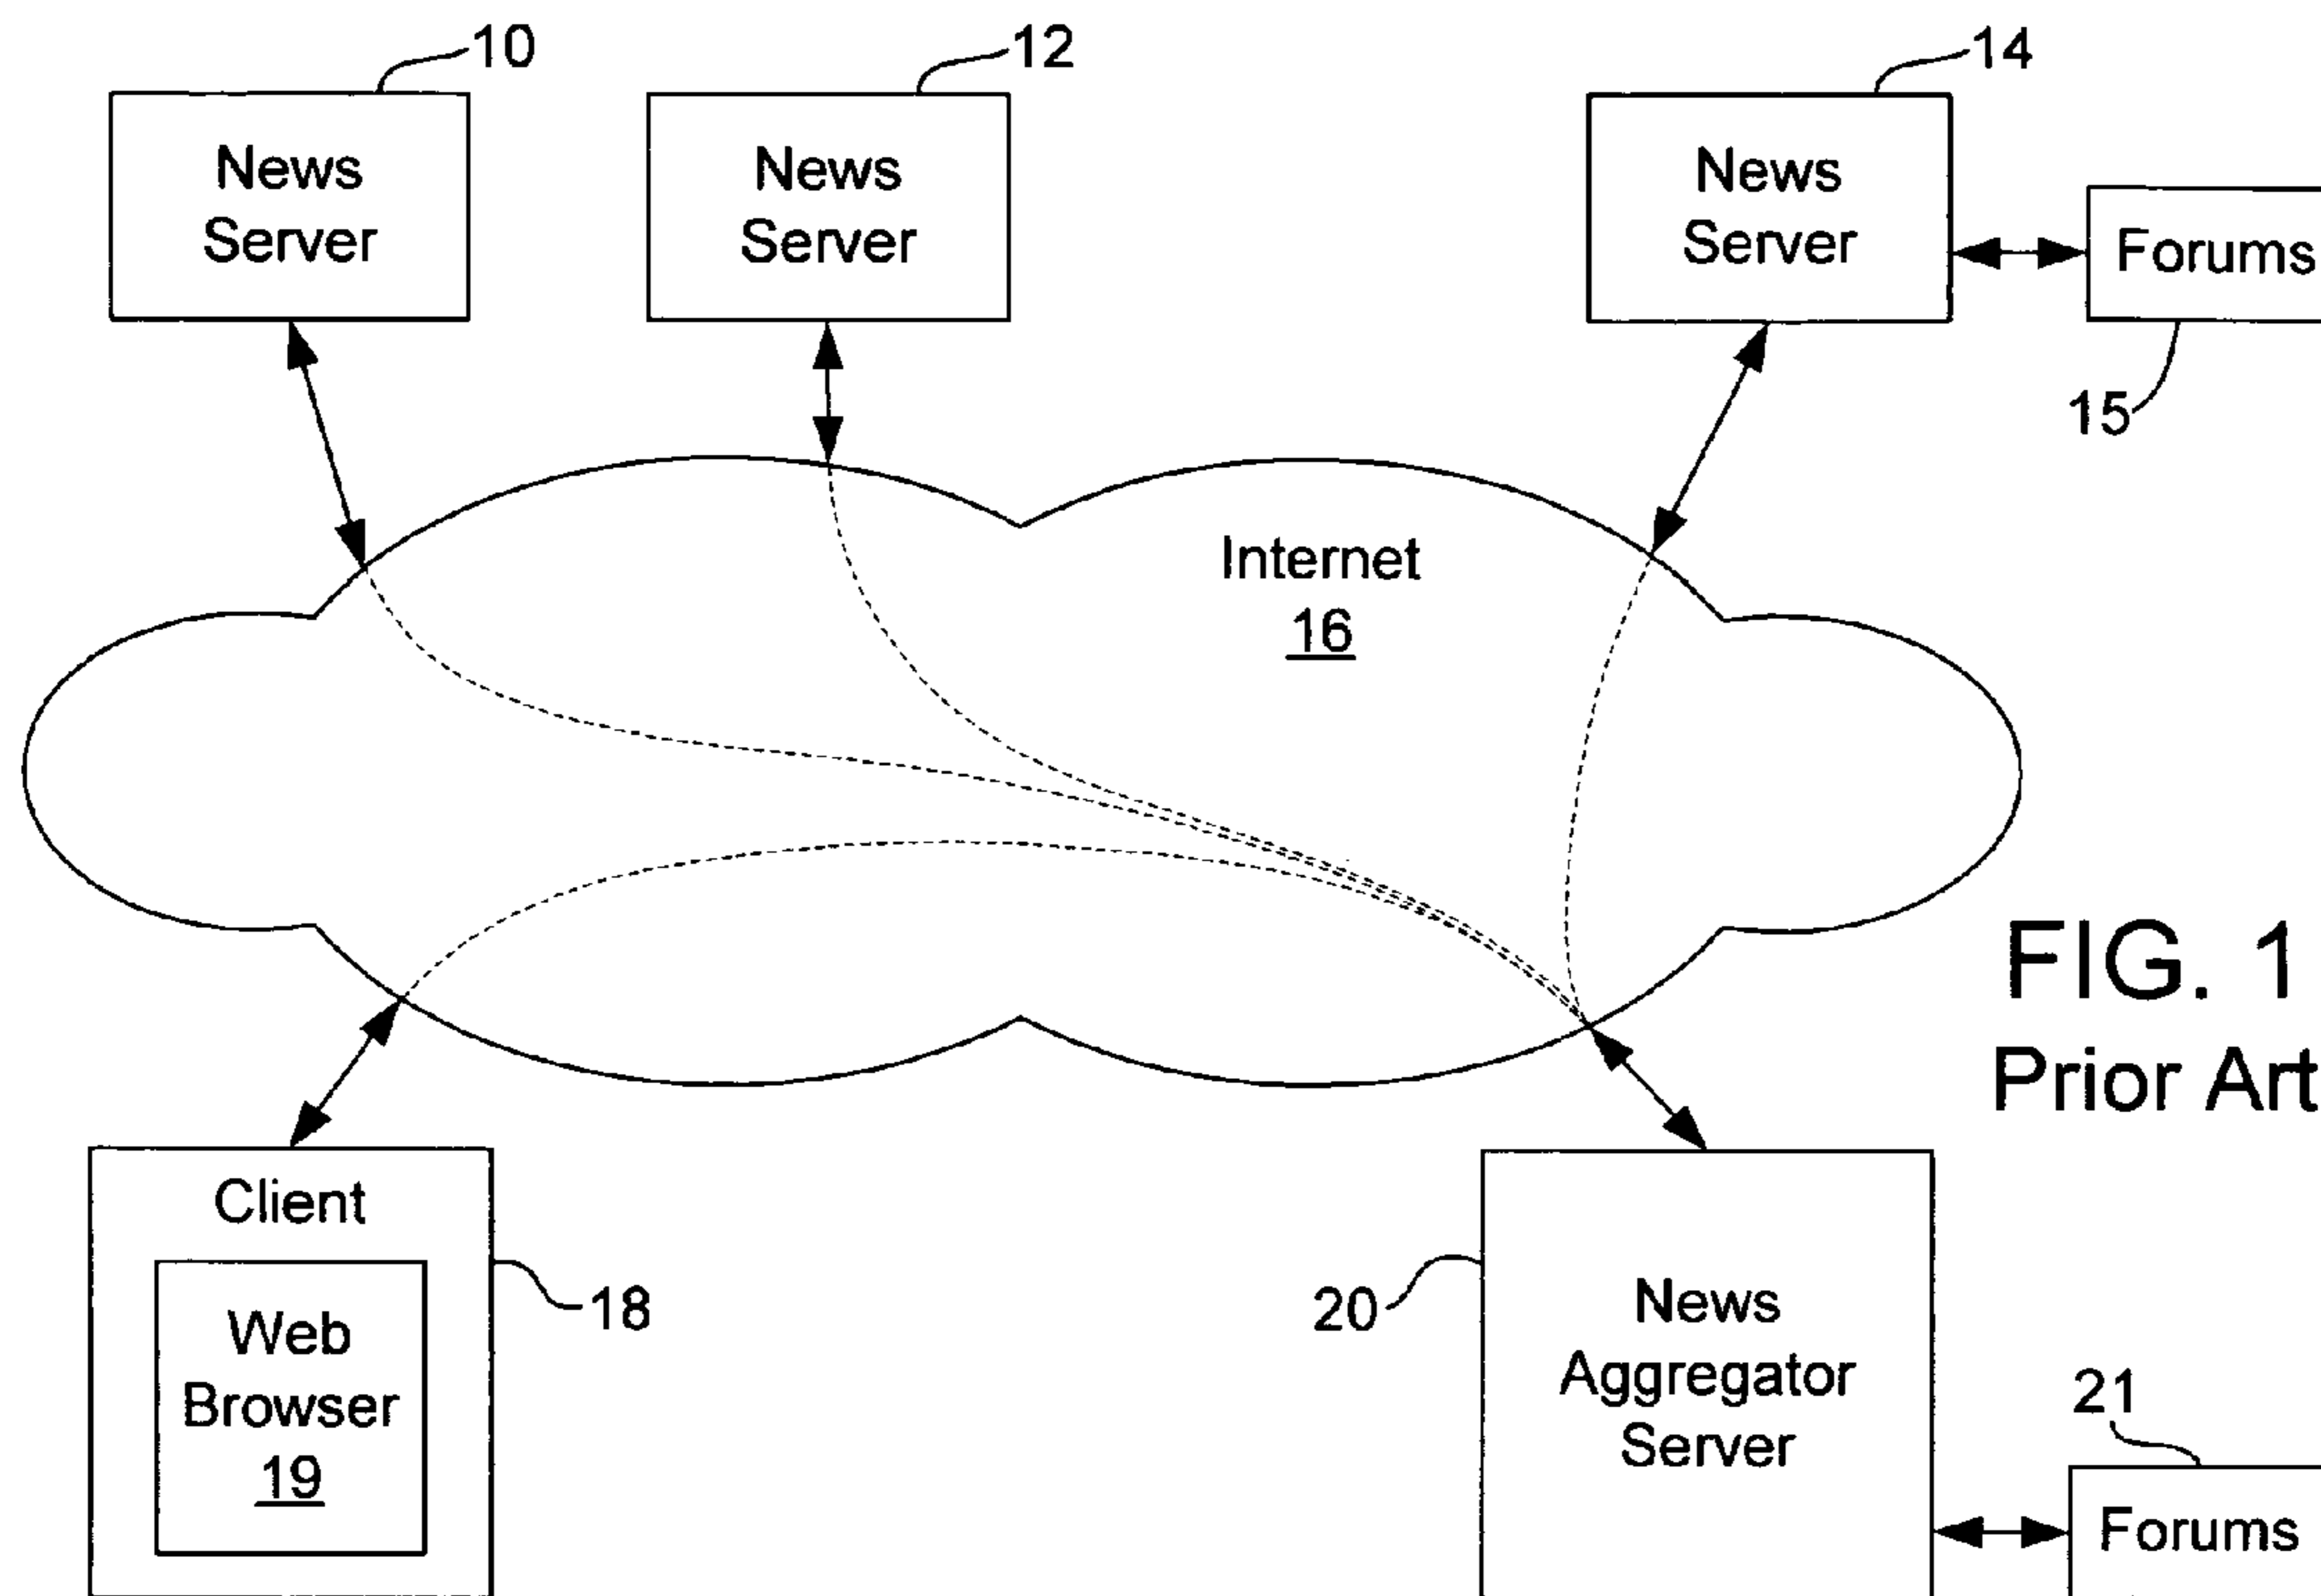 10
12
14
News
Server
News
Server
News
Server
Forums
15
Internet
16
FIG. 1
Prior Art
Client
18
Web
Browser
19
20
News
Aggregator
Server
21
Forums